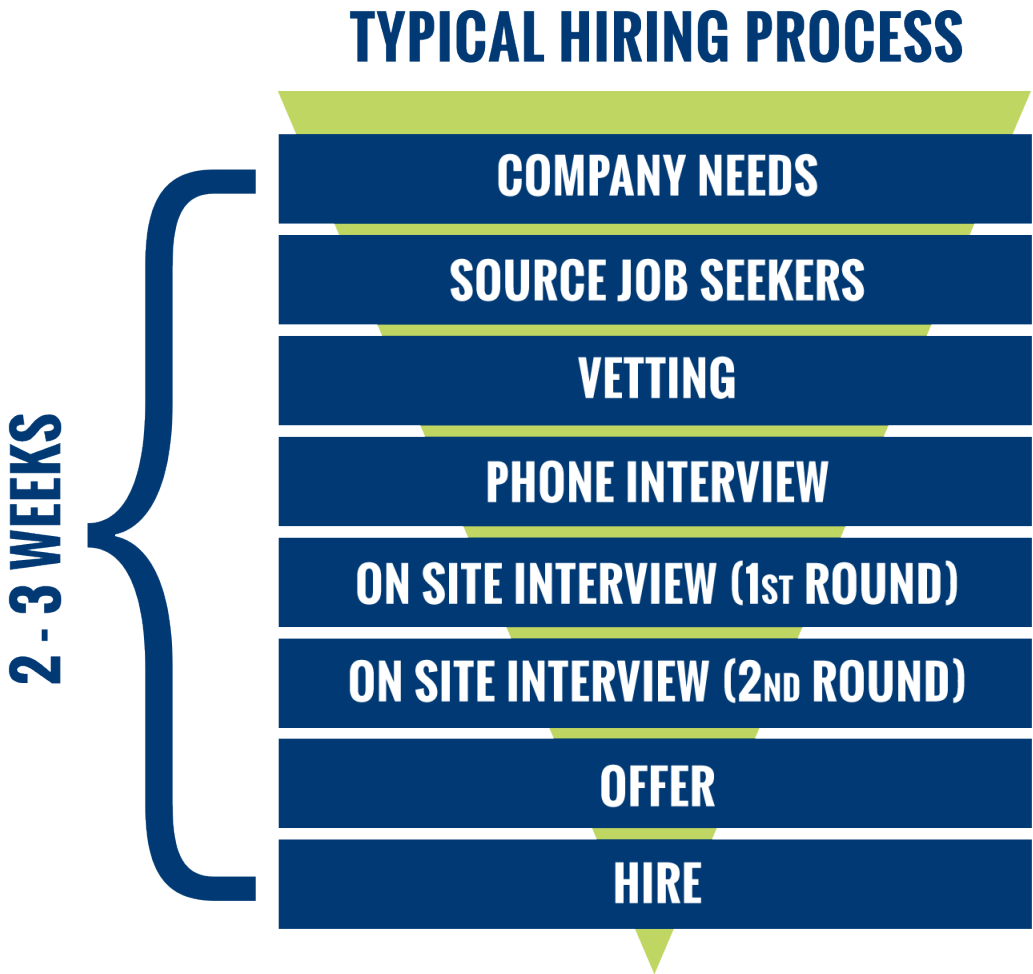 TYPICAL HIRING PROCESS
COMPANY NEEDS
SOURCE JOB SEEKERS
VETTING
PHONE INTERVIEW
ON SITE INTERVIEW (1ST ROUND)
ON SITE INTERVIEW (2ND ROUND)
OFFER
HIRE
2 - 3 WEEKS